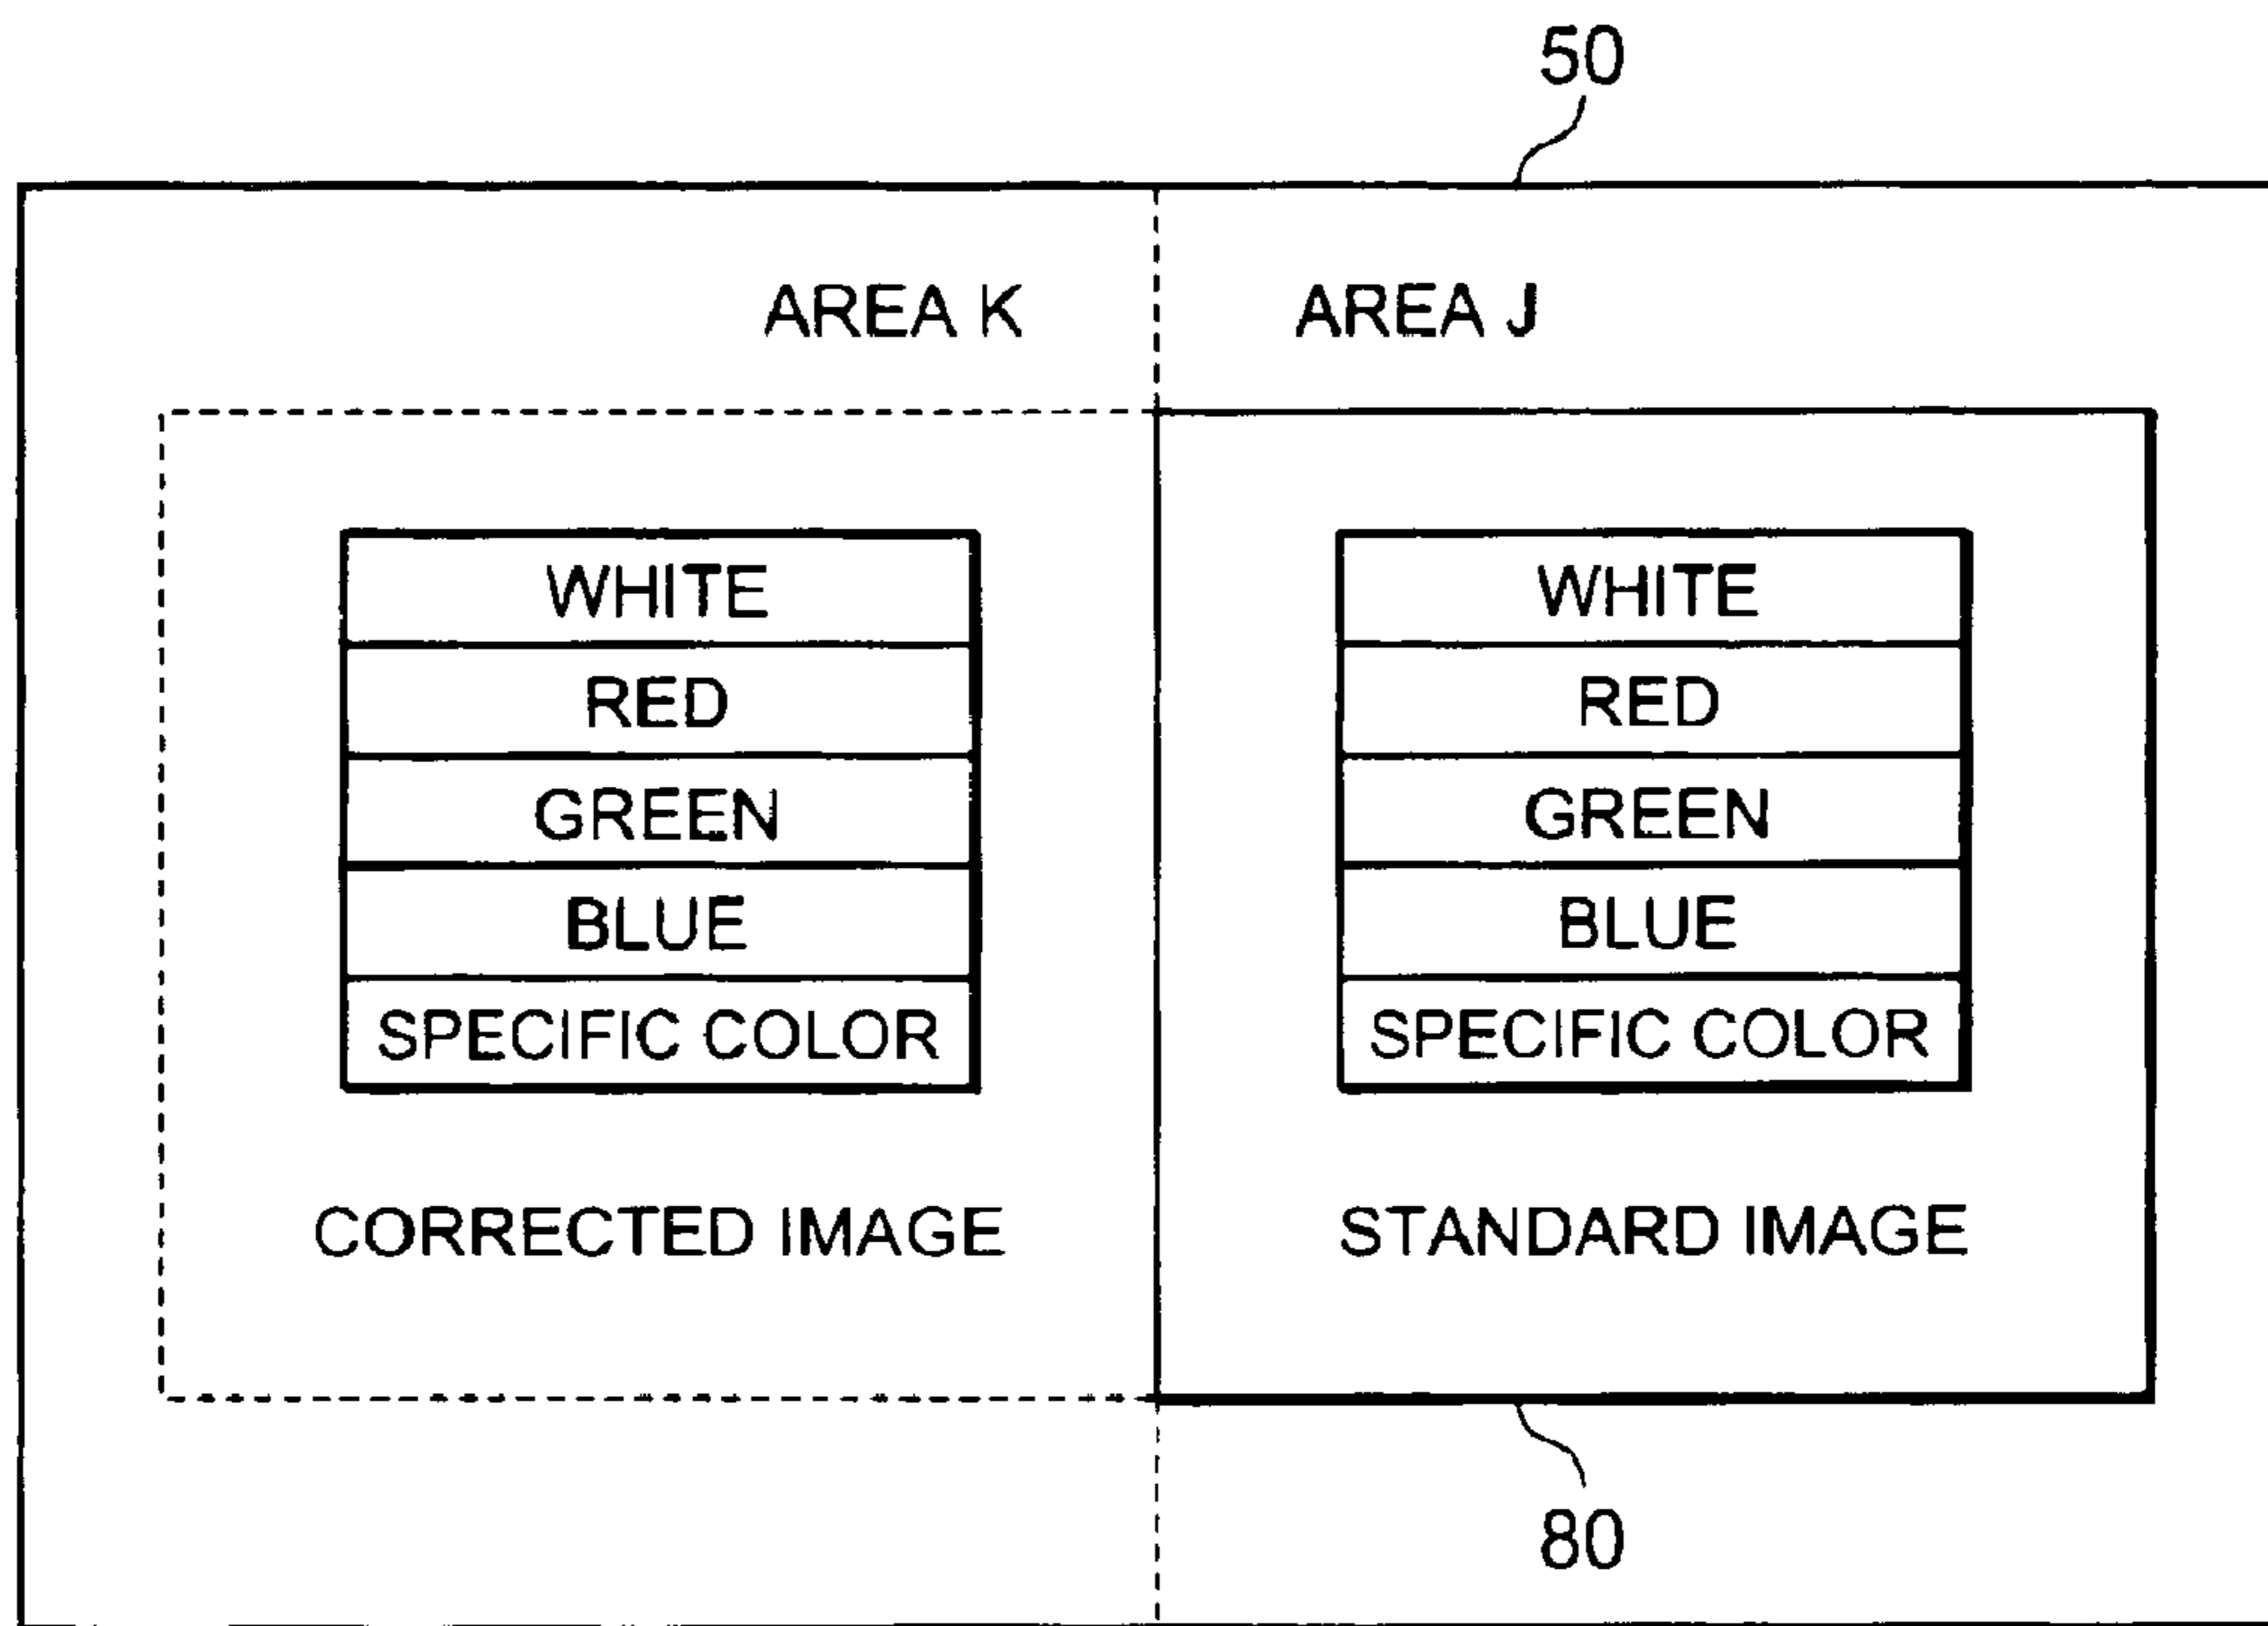 50
AREA K
AREA J
WHITE
RED
GREEN
BLUE
SPECIFIC COLOR
CORRECTED IMAGE
WHITE
RED
GREEN
BLUE
SPECIFIC COLOR
STANDARD IMAGE
80